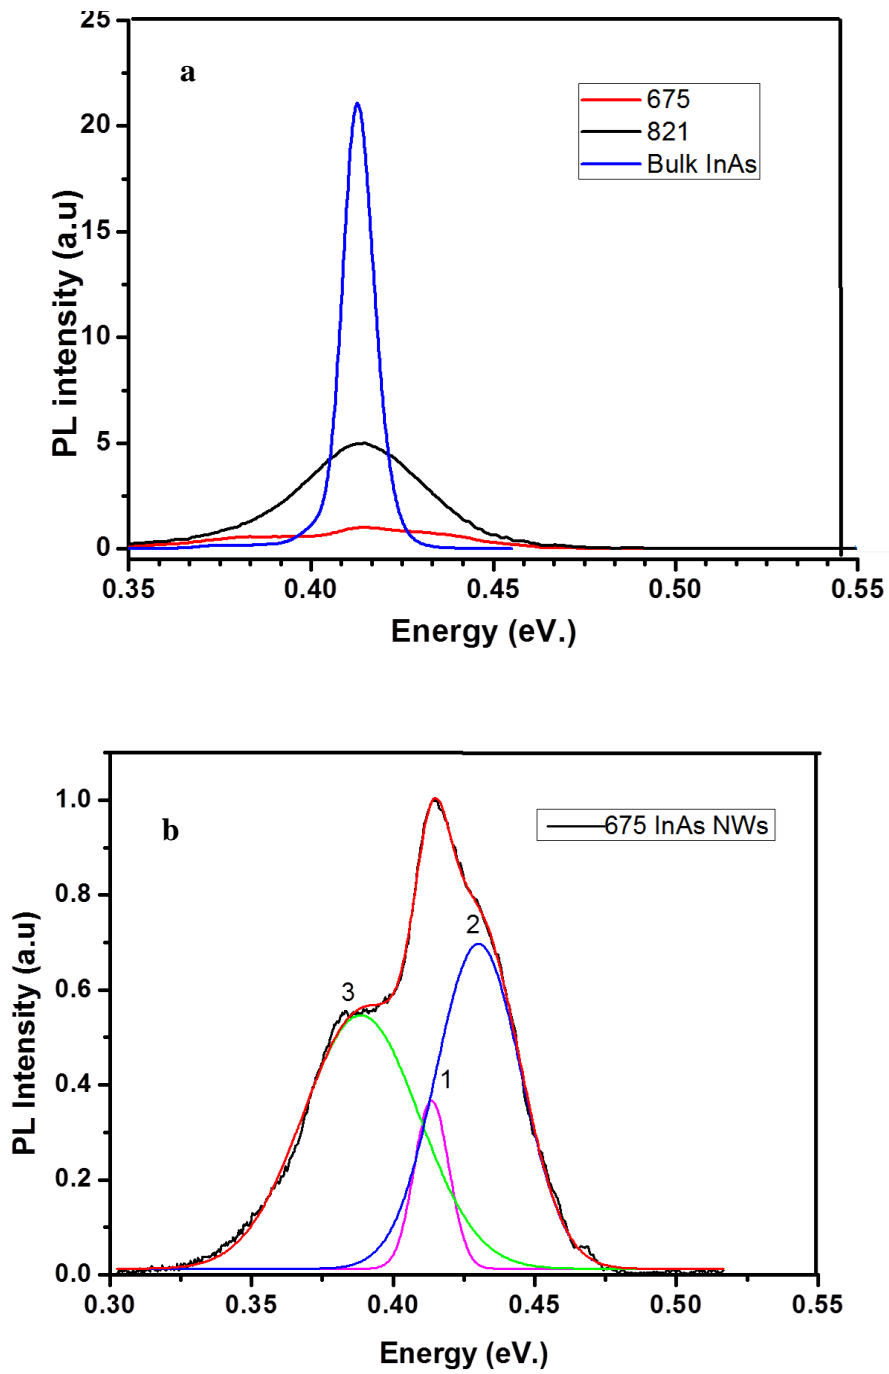 25
a
675
821
Bulk InAs
20
15
10
5
0
PL intensity (a.u)
0.35 0.40 0.45 0.50 0.55
Energy (eV.)
b
675 InAs NWs
1.0
0.8
0.6
0.4
0.2
0.0
2
3
1
PL Intensity (a.u)
0.30 0.35 0.40 0.45 0.50 0.55
Energy (eV.)